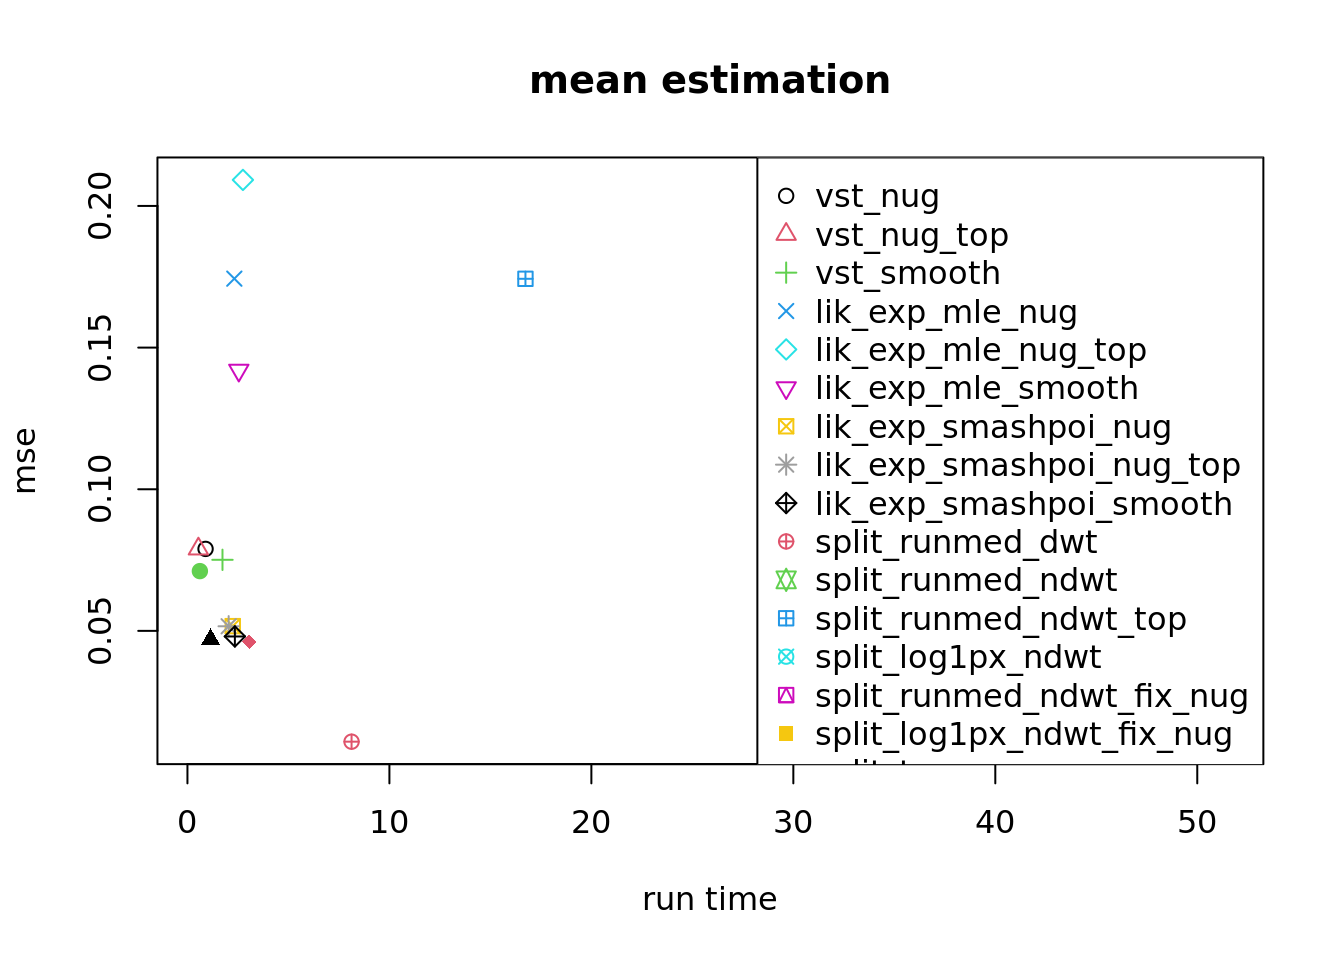 mean estimation
mse
0.20
0.15
0.10
0.05
vst_nug
vst_nug_top
vst_smooth
lik_exp_mle_nug
lik_exp_mle_nug_top
lik_exp_mle_smooth
lik_exp_smashpoi_nug
lik_exp_smashpoi_nug_top
lik_exp_smashpoi_smooth
split_runmed_dwt
split_runmed_ndwt
split_runmed_ndwt_top
split_log1px_ndwt
split_runmed_ndwt_fix_nug
split_log1px_ndwt_fix_nug
0 10 20 30 40 50
run time